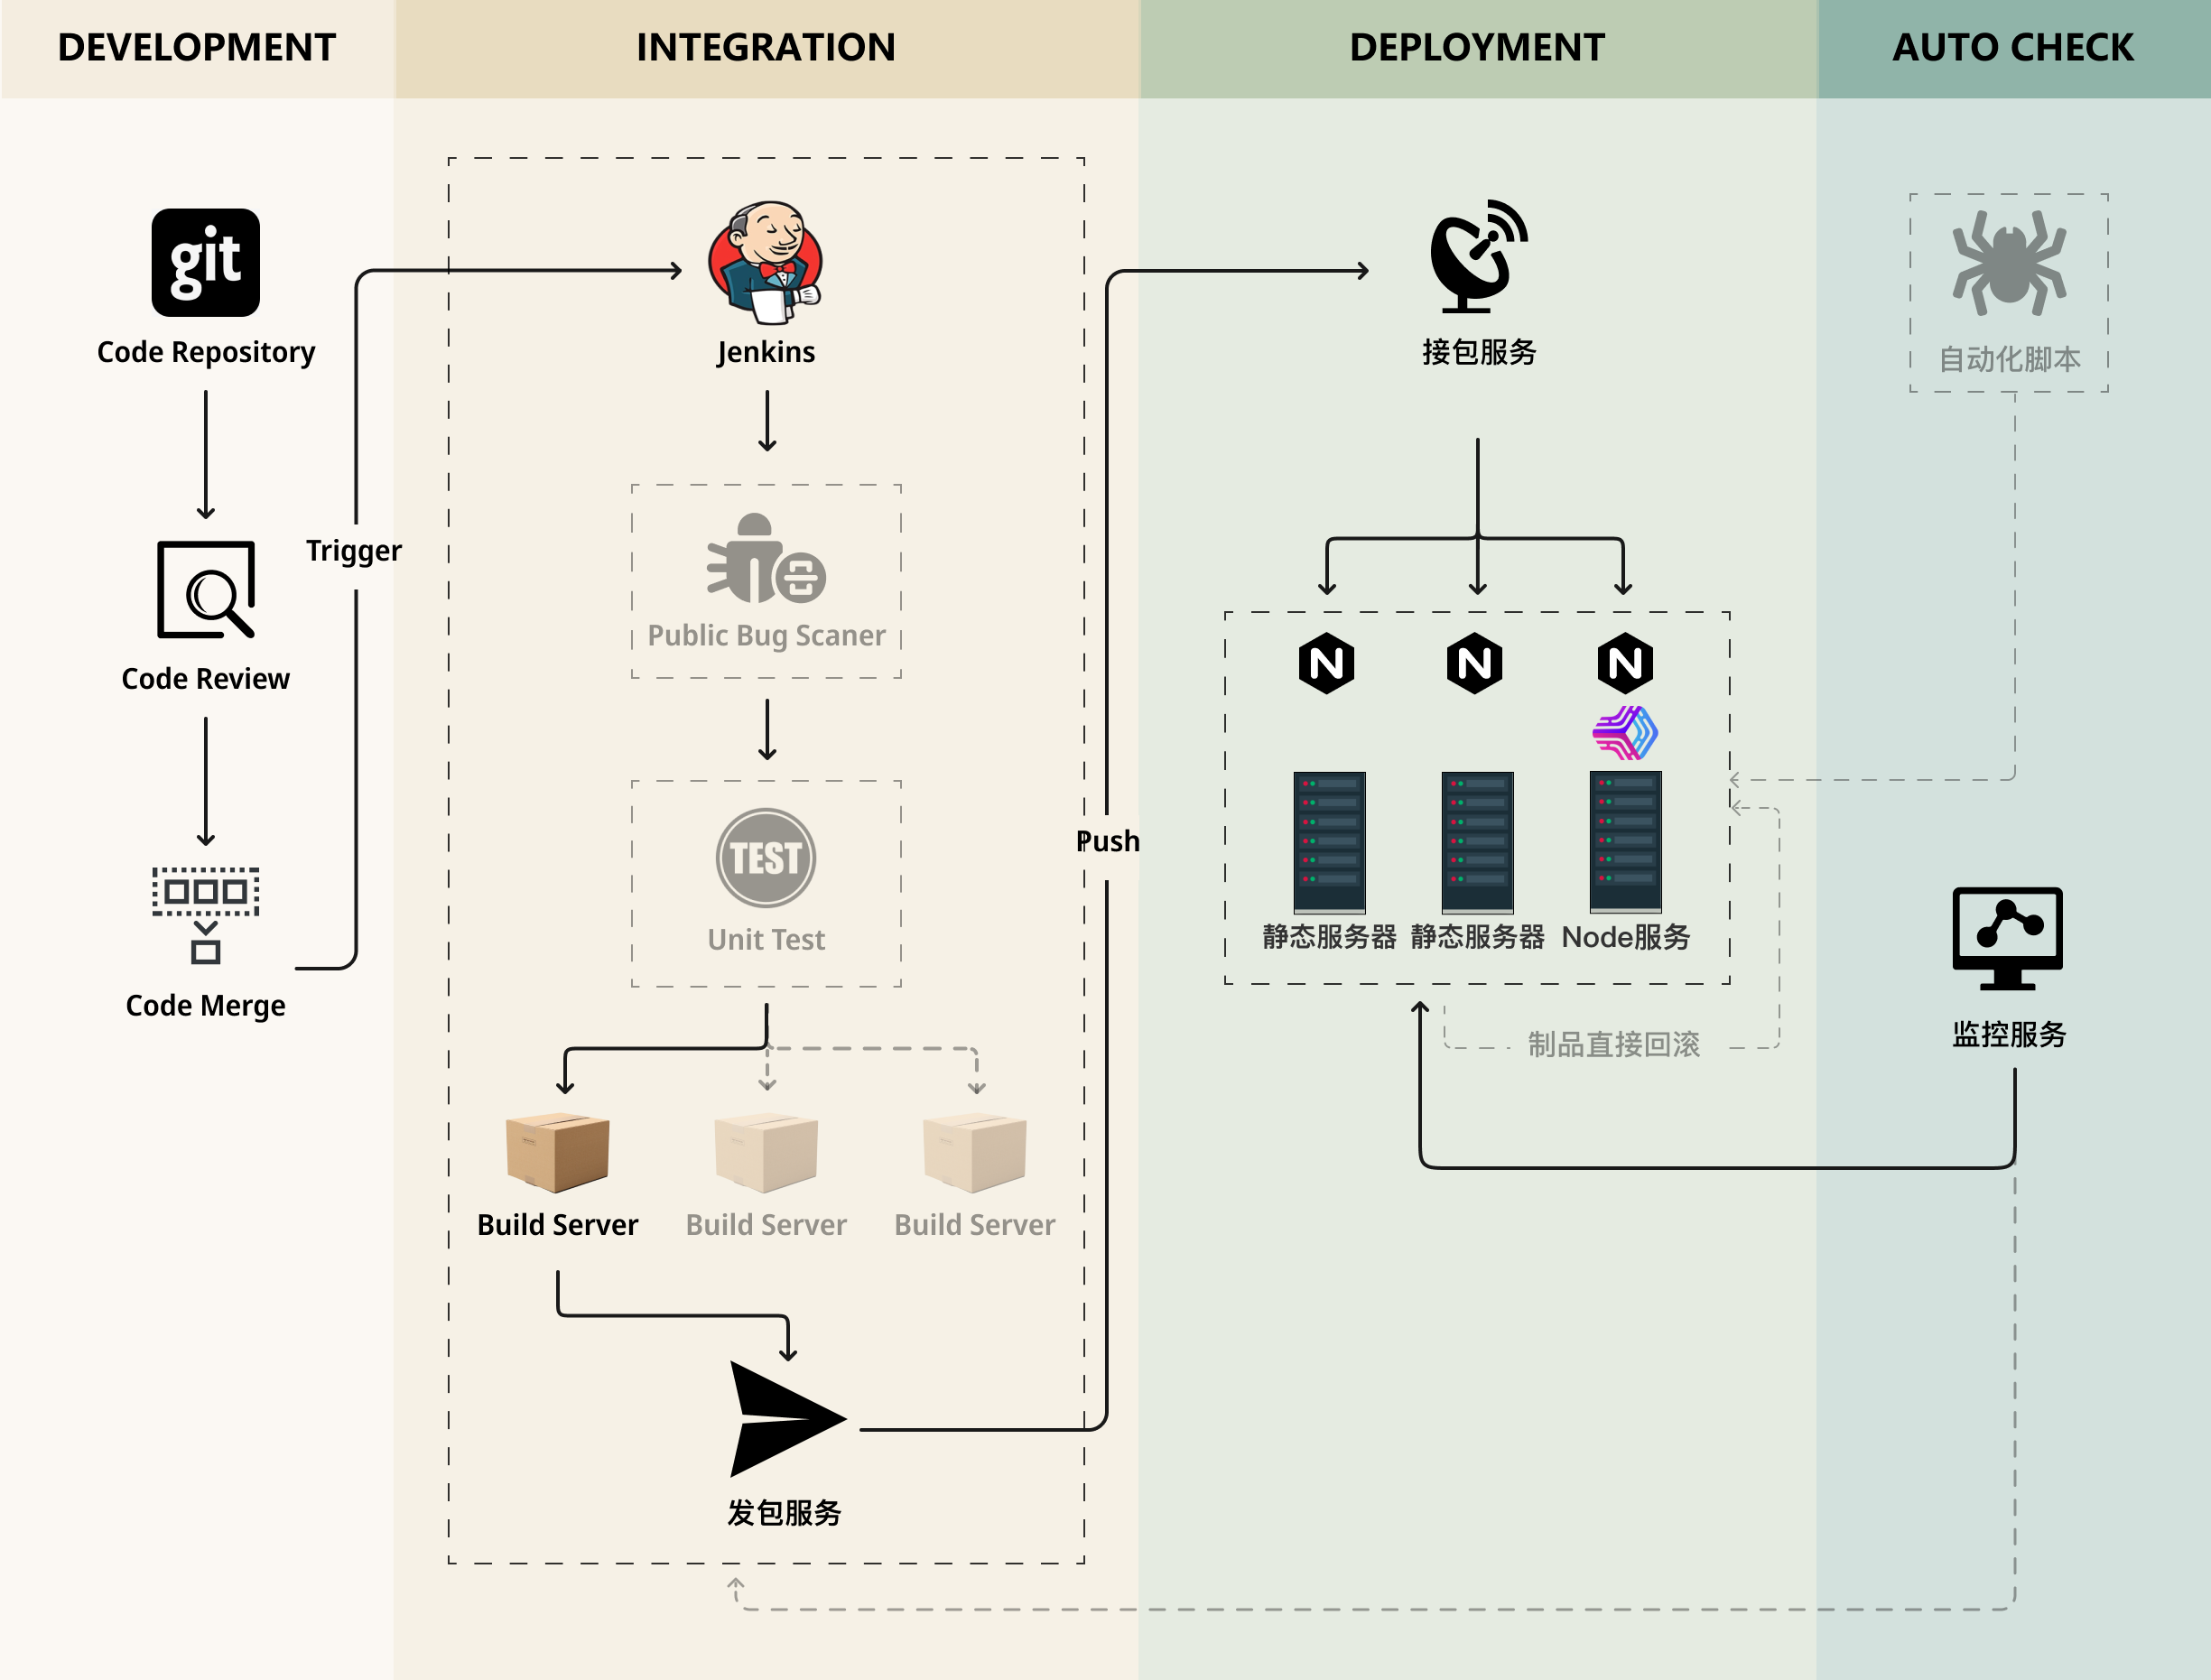 DEVELOPMENT
INTEGRATION
DEPLOYMENT
AUTO CHECK
git
Code Repository
Code Review
Code Merge
Trigger
Jenkins
Public Bug Scaner
TEST
Unit Test
Build Server
Build Server
Build Server
发包服务
Push
接包服务
N
N
N
静态服务器
静态服务器
Node服务
制品直接回滚
自动化脚本
监控服务